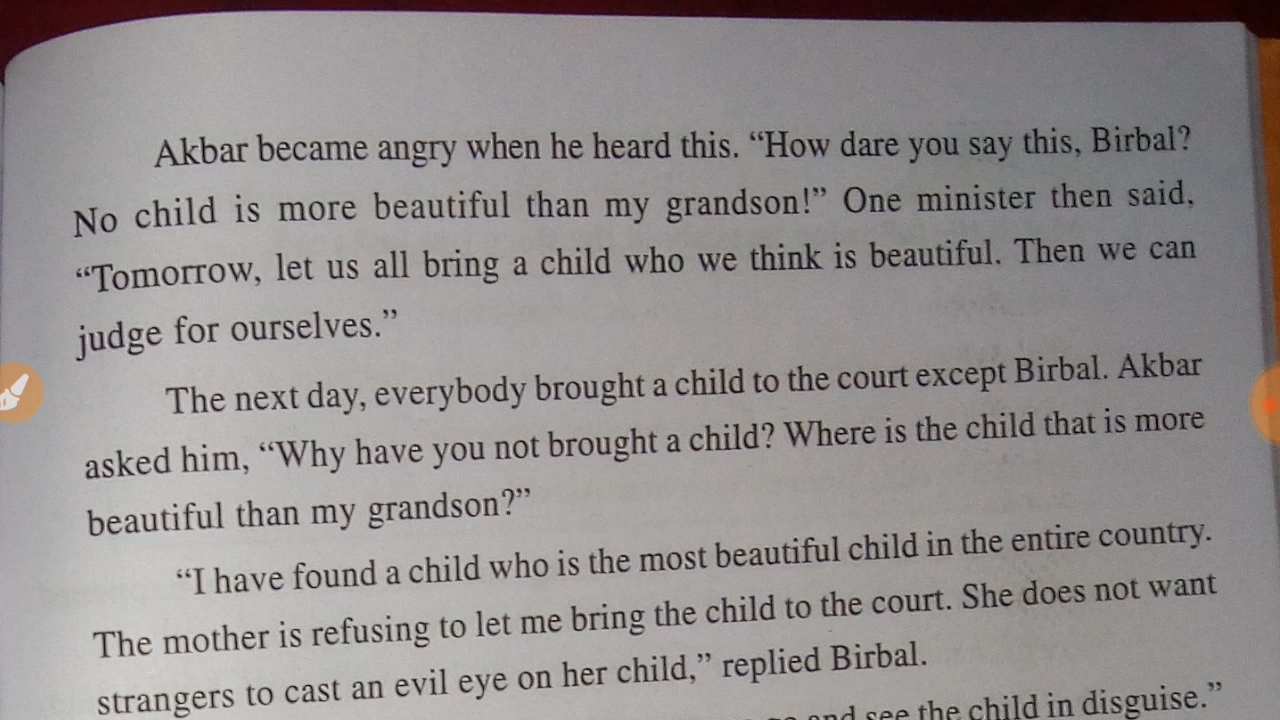 Akbar became angry when he heard this. “How dare you say this, Birbal?
No child is more beautiful than my grandson!” One minister then said,
“Tomorrow, let us all bring a child who we think is beautiful. Then we can
judge for ourselves.”
The next day, everybody brought a child to the court except Birbal. Akbar
asked him, “Why have you not brought a child? Where is the child that is more
beautiful than my grandson?”
“I have found a child who is the most beautiful child in the entire country.
The mother is refusing to let me bring the child to the court. She does not want
strangers to cast an evil eye on her child,” replied Birbal.
and see the child in disguise.”